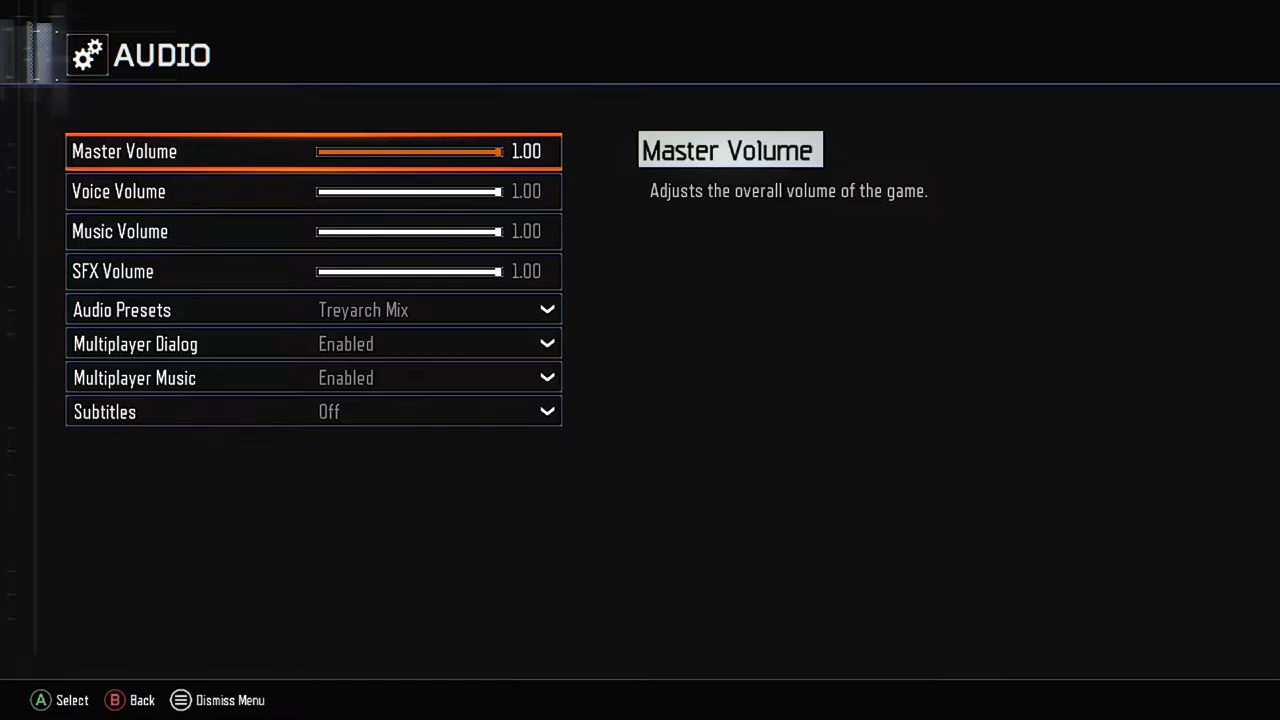 AUDIO
Master Volume 1.00
Voice Volume 1.00
Music Volume 1.00
SFX Volume 1.00
Audio Presets Treyarch Mix
Multiplayer Dialog Enabled
Multiplayer Music Enabled
Subtitles Off
Master Volume
Adjusts the overall volume of the game.
A Select B Back Dismiss Menu